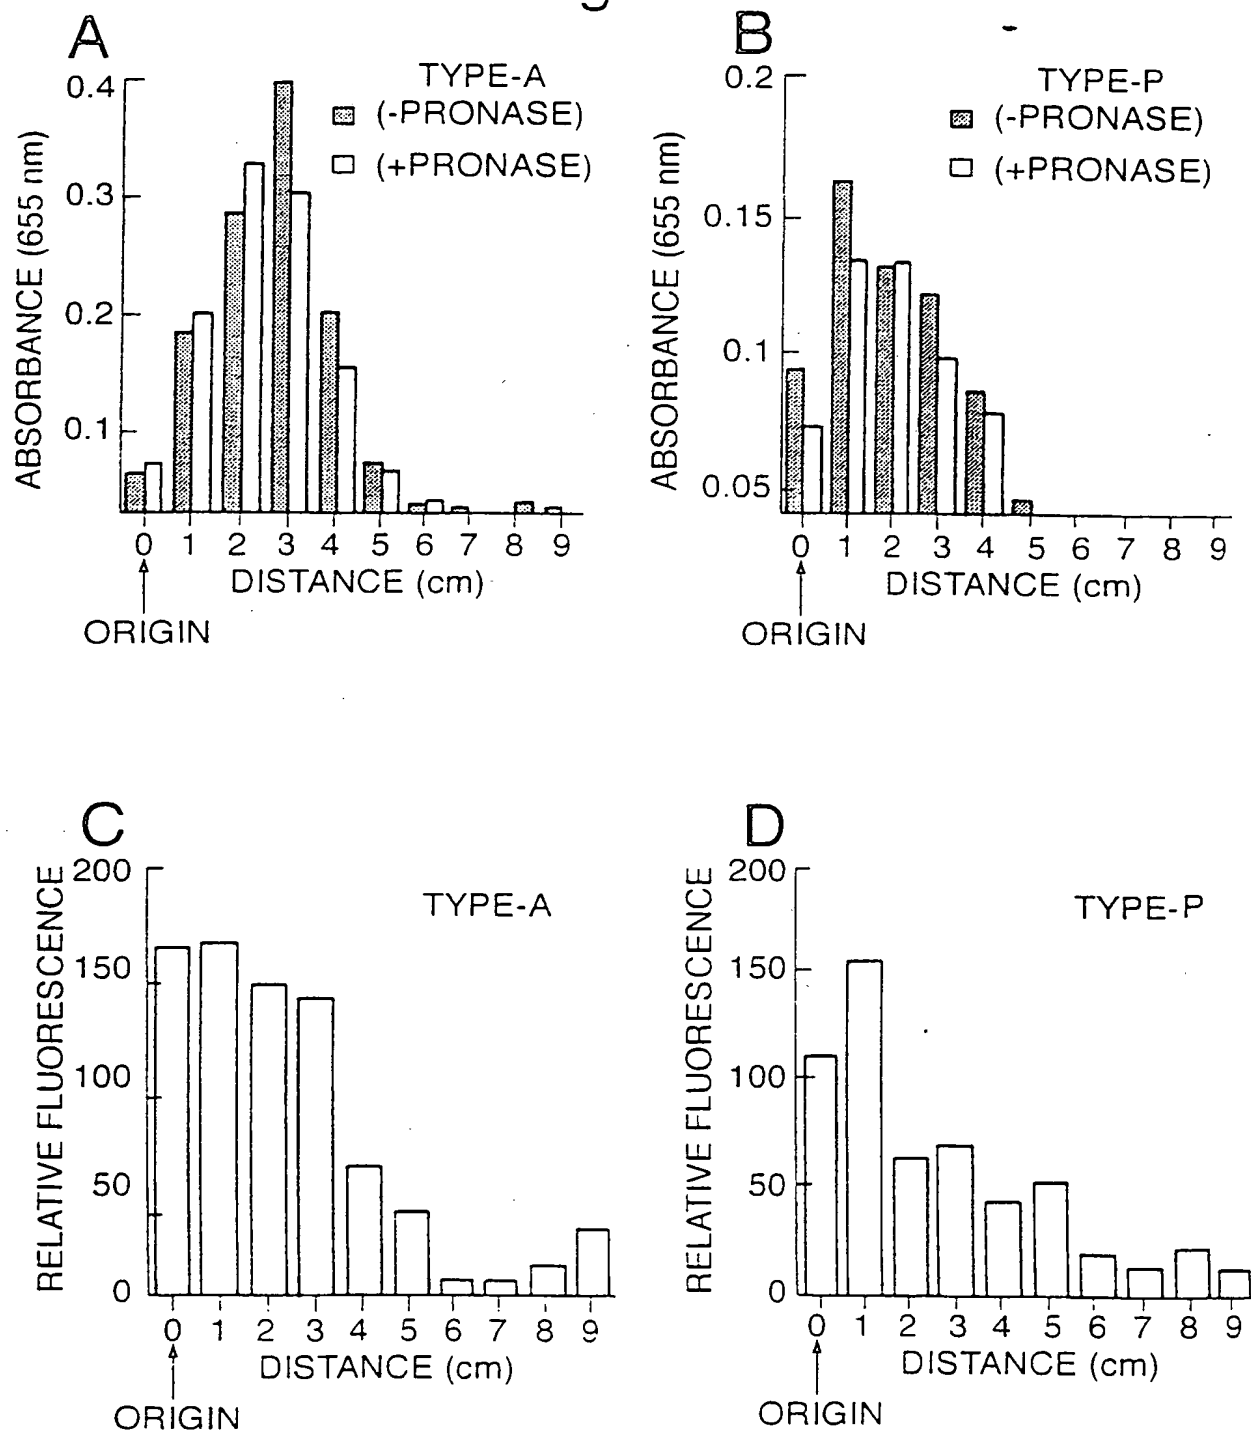 A
TYPE-A
(-PRONASE)
(+PRONASE)
ABSORBANCE (655 nm)
0.4
0.3
0.2
0.1
0 1 2 3 4 5 6 7 8 9
DISTANCE (cm)
ORIGIN
B
TYPE-P
(-PRONASE)
(+PRONASE)
ABSORBANCE (655 nm)
0.2
0.15
0.1
0.05
0 1 2 3 4 5 6 7 8 9
DISTANCE (cm)
ORIGIN
C
TYPE-A
RELATIVE FLUORESCENCE
200
150
100
50
0
0 1 2 3 4 5 6 7 8 9
DISTANCE (cm)
ORIGIN
D
TYPE-P
RELATIVE FLUORESCENCE
200
150
100
50
0
0 1 2 3 4 5 6 7 8 9
DISTANCE (cm)
ORIGIN